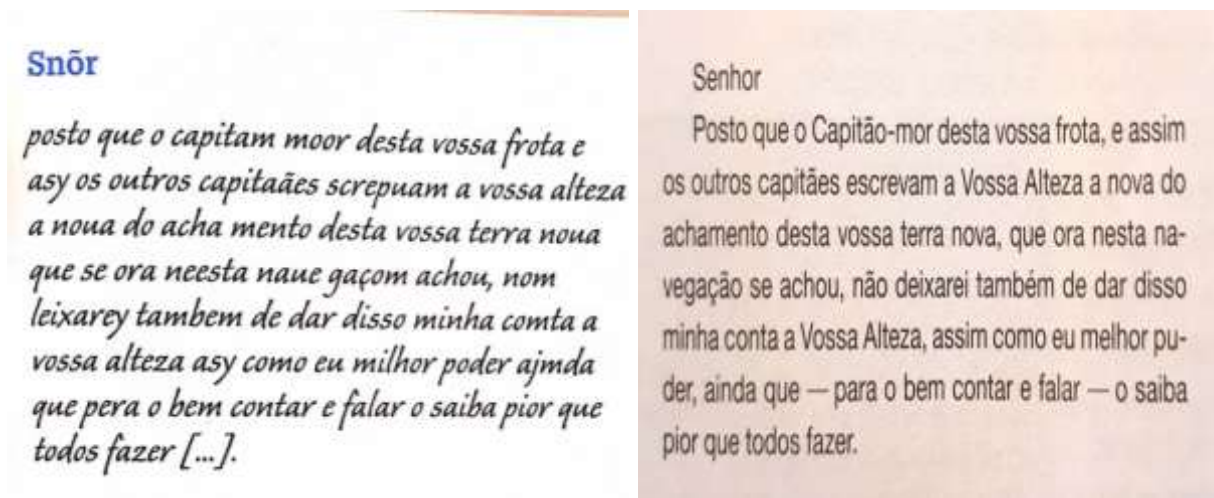 Snõr
posto que o capitam moor desta vossa frota e
asy os outros capitaães screpuam a vossa alteza
a noua do acha mento desta vossa terra noua
que se ora neesta naue gaçom achou, nom
leixarey tambem de dar disso minha comta a
vossa alteza asy como eu milhor poder ajmda
que pera o bem contar e falar o saiba pior que
todos fazer [...].
Senhor
Posto que o Capitão-mor desta vossa frota, e assim
os outros capitães escrevam a Vossa Alteza a nova do
achamento desta vossa terra nova, que ora nesta na-
vegação se achou, não deixarei também de dar disso
minha conta a Vossa Alteza, assim como eu melhor pu-
der, ainda que — para o bem contar e falar — o saiba
pior que todos fazer.